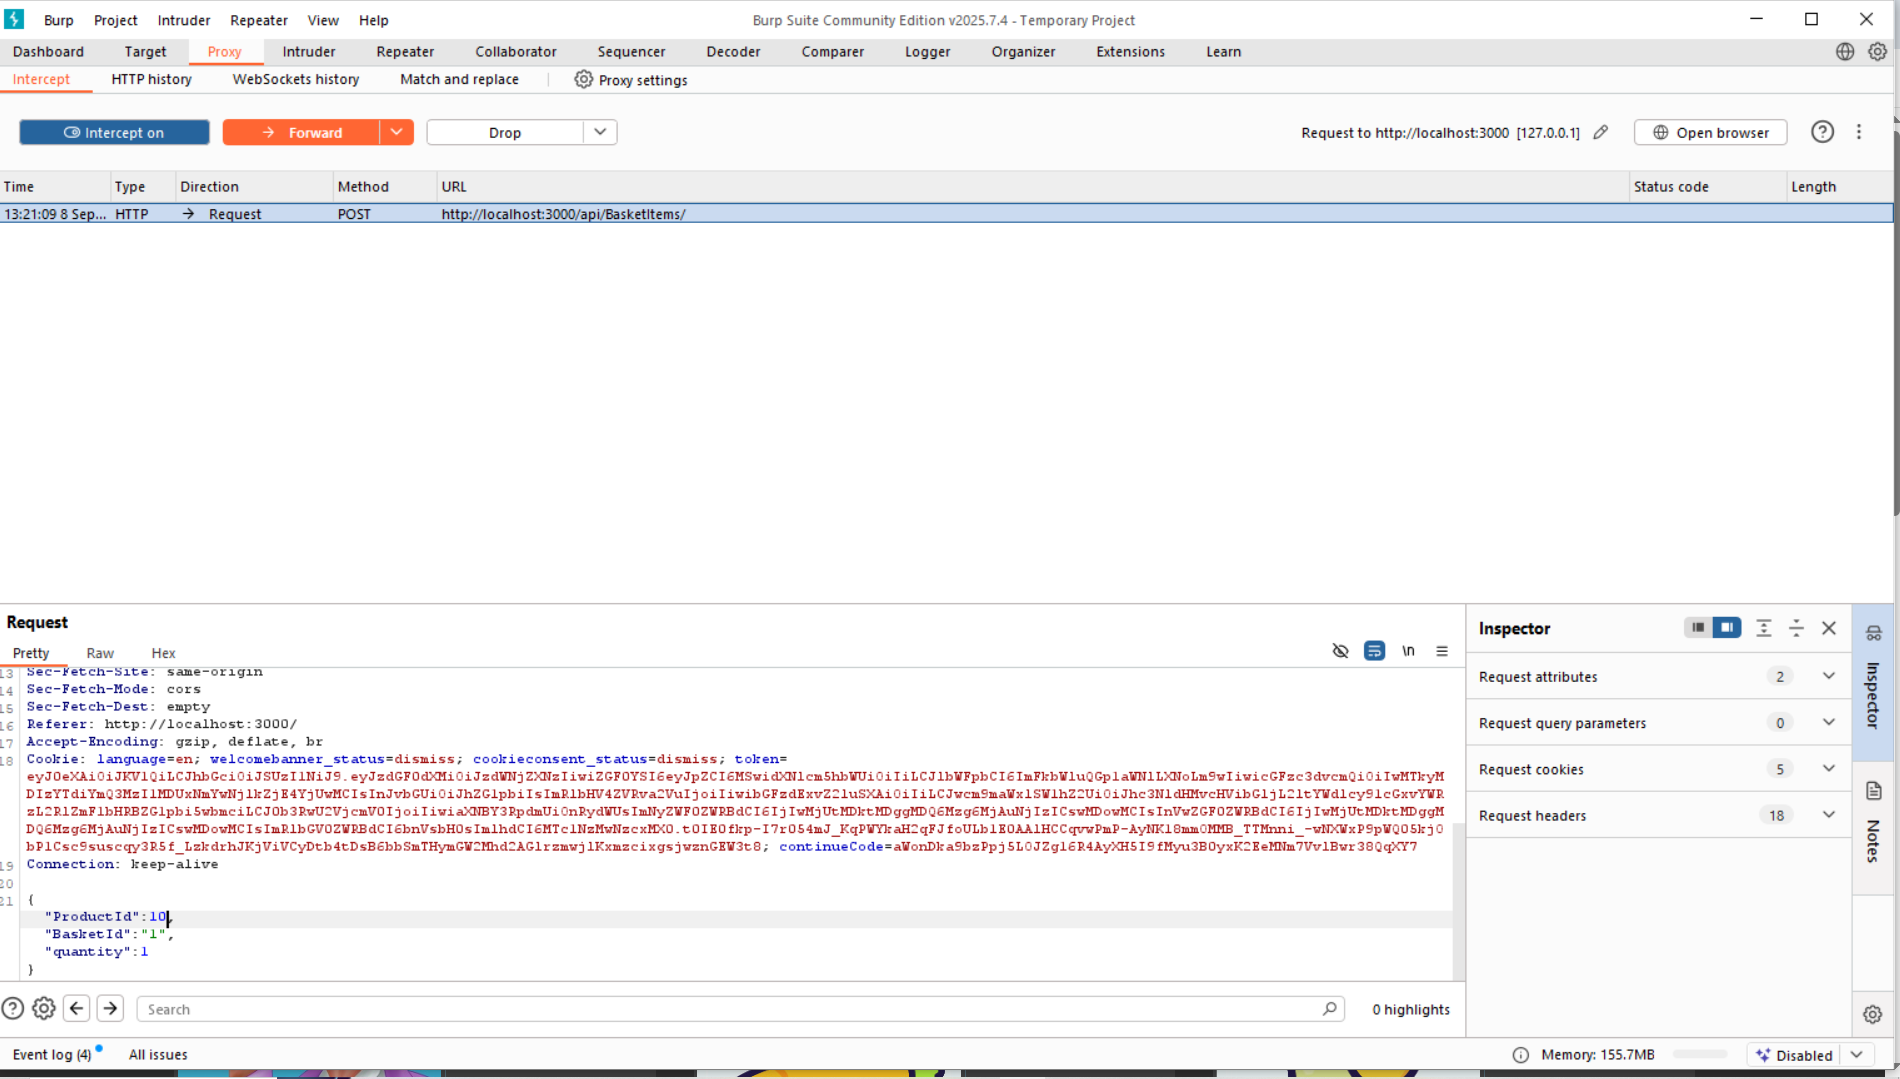 Burp Project Intruder Repeater View Help
Burp Suite Community Edition v2025.7.4 - Temporary Project
Dashboard Target Proxy Intruder Repeater Collaborator Sequencer Decoder Comparer Logger Organizer Extensions Learn
Intercept HTTP history WebSockets history Match and replace Proxy settings
Intercept on Forward Drop Request to http://localhost:3000 [127.0.0.1] Open browser
Time Type Direction Method URL Status code Length
13:21:09 8 Sep... HTTP Request POST http://localhost:3000/api/BasketItems/
Request
Pretty Raw Hex
\n
13 Sec-Fetch-Site: same-origin
14 Sec-Fetch-Mode: cors
15 Sec-Fetch-Dest: empty
16 Referer: http://localhost:3000/
17 Accept-Encoding: gzip, deflate, br
18 Cookie: language=en; welcomebanner_status=dismiss; cookieconsent_status=dismiss; token=
continueCode=
19 Connection: keep-alive
20
21 {
"ProductId":10,
"BasketId":"1",
"quantity":1
}
Search 0 highlights
Inspector
Request attributes 2
Request query parameters 0
Request cookies 5
Request headers 18
Inspector
Notes
Event log (4) All issues Memory: 155.7MB Disabled